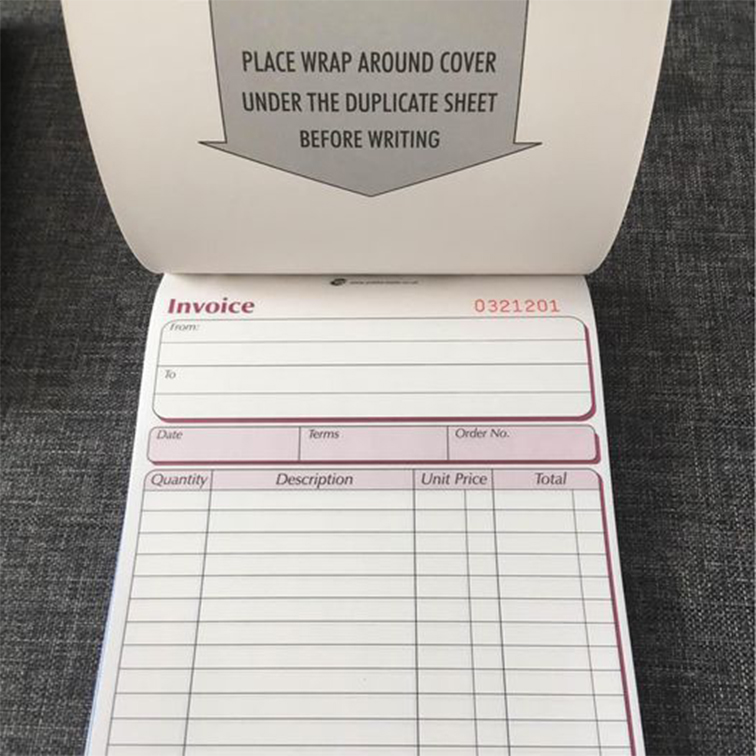 PLACE WRAP AROUND COVER
UNDER THE DUPLICATE SHEET
BEFORE WRITING
Invoice 0321201
From:
To
Date Terms Order No.
Quantity Description Unit Price Total